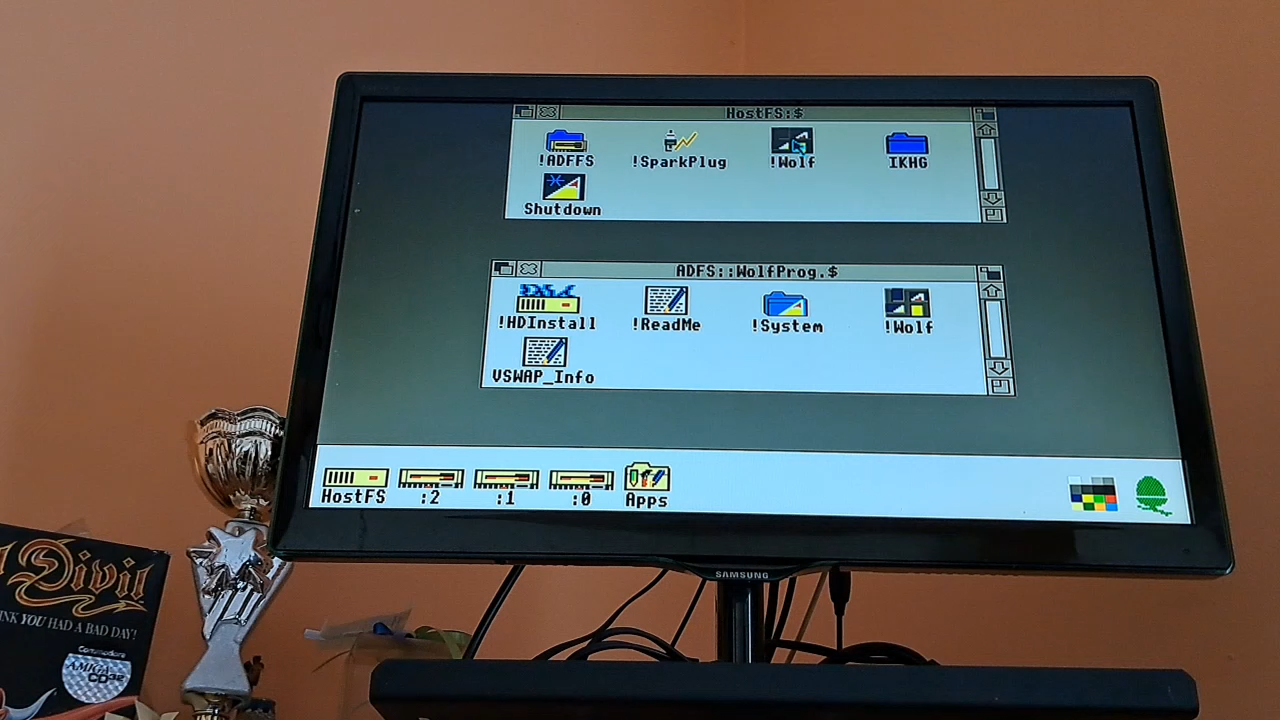 HostFS:$
!ADFFS
!SparkPlug
!Wolf
IKHG
Shutdown
ADFS::WolfProg.$
!HDInstall
!ReadMe
!System
!Wolf
VSWAP_Info
HostFS
:2
:1
:0
Apps
SAMSUNG
Divil
YOU HAD A BAD DAY!
Commodore
AMIGA
CD32